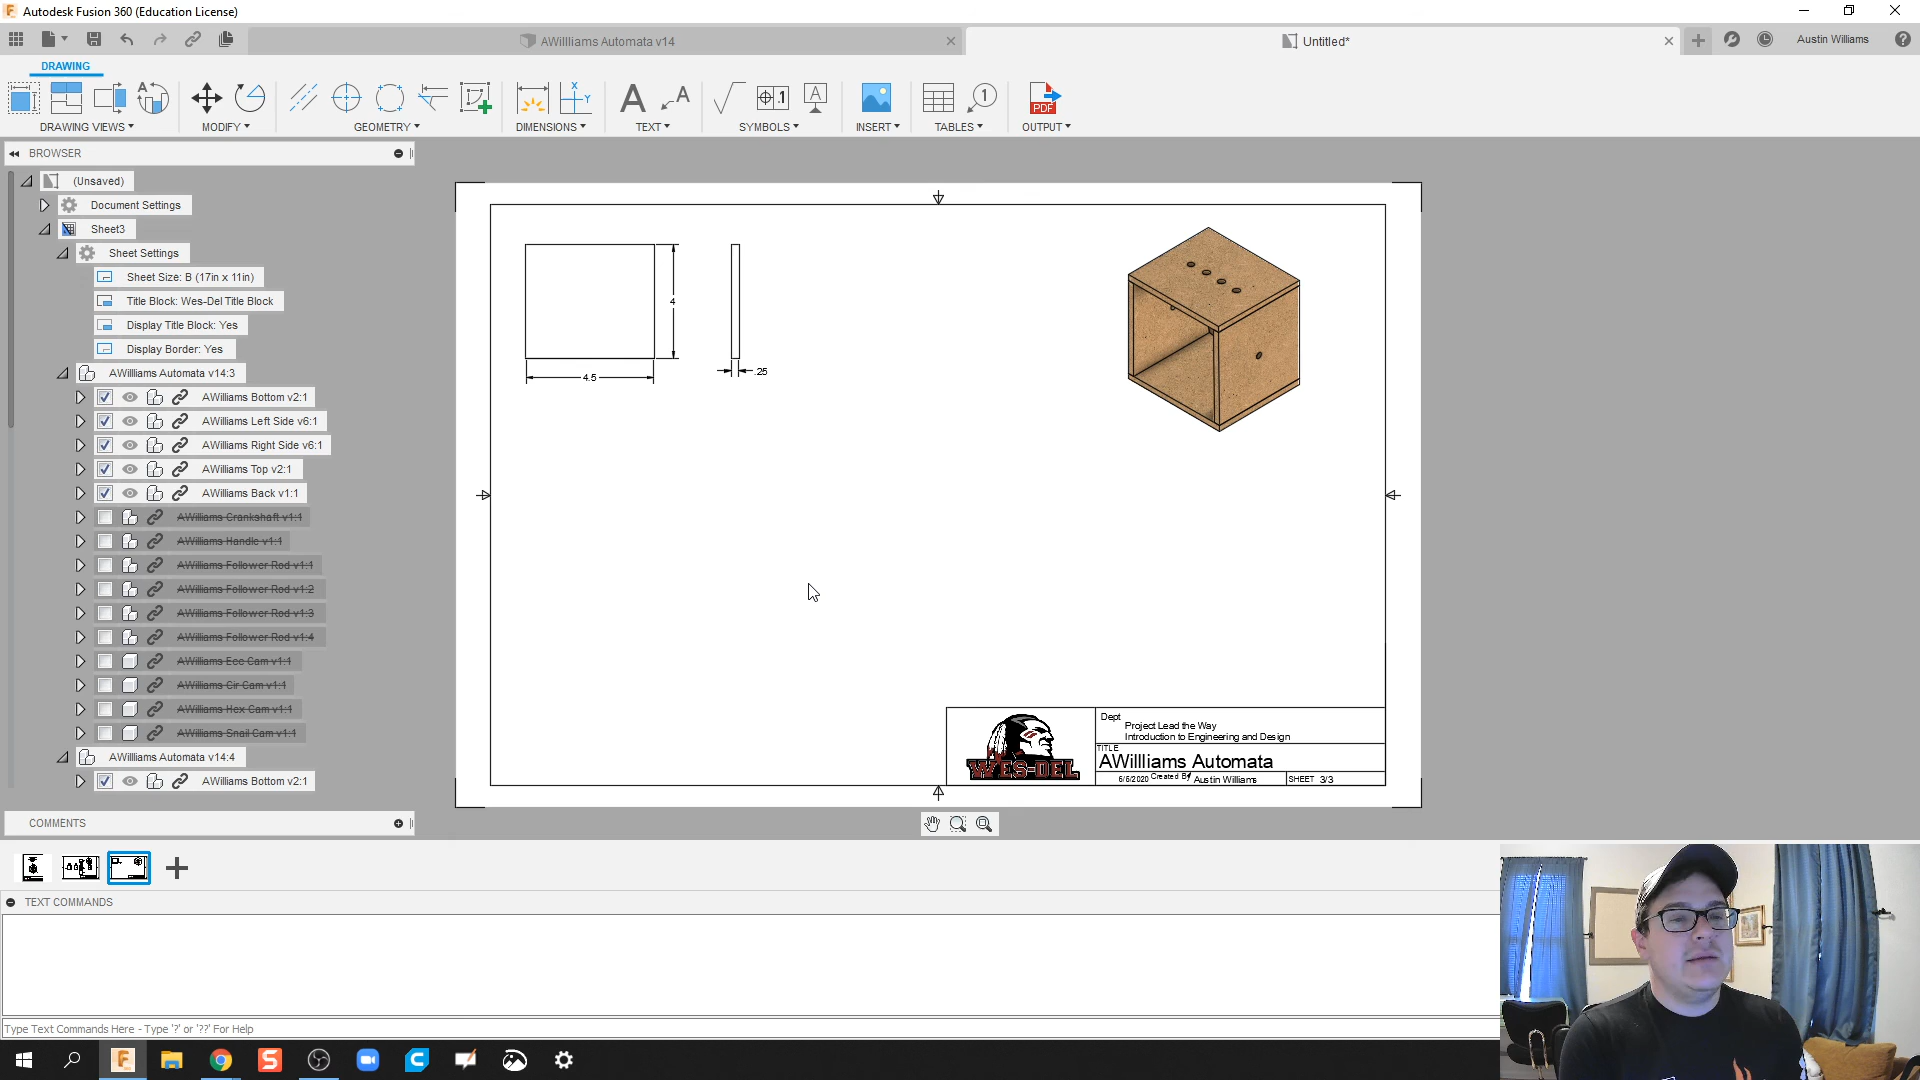 Autodesk Fusion 360 (Education License)
AWillliams Automata v14
Untitled*
Austin Williams
DRAWING
DRAWING VIEWS
MODIFY
GEOMETRY
DIMENSIONS
TEXT
SYMBOLS
INSERT
TABLES
OUTPUT
PDF
BROWSER
(Unsaved)
Document Settings
Sheet3
Sheet Settings
Sheet Size: B (17in x 11in)
Title Block: Wes-Del Title Block
Display Title Block: Yes
Display Border: Yes
AWillliams Automata v14:3
AWilliams Bottom v2:1
AWilliams Left Side v6:1
AWilliams Right Side v6:1
AWilliams Top v2:1
AWilliams Back v1:1
AWilliams Crankshaft v1:1
AWilliams Handle v1:1
AWilliams Follower Rod v1:1
AWilliams Follower Rod v1:2
AWilliams Follower Rod v1:3
AWilliams Follower Rod v1:4
AWilliams Ecc Cam v1:1
AWilliams Cir Cam v1:1
AWilliams Hex Cam v1:1
AWilliams Snail Cam v1:1
AWillliams Automata v14:4
AWilliams Bottom v2:1
4
4.5
.25
WES-DEL
Dept
Project Lead the Way
Introduction to Engineering and Design
TITLE
AWillliams Automata
6/6/2020 Created By Austin Williams SHEET 3/3
COMMENTS
TEXT COMMANDS
Type Text Commands Here - Type '?' or '??' For Help